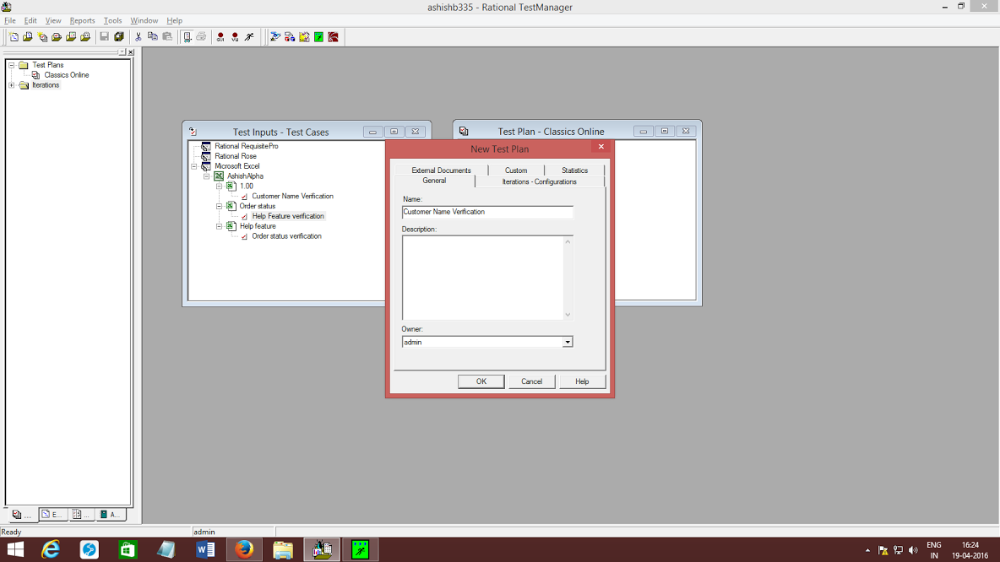 ashishb335 - Rational TestManager
File Edit View Reports Tools Window Help
GUI VU
Test Plans
Classics Online
Iterations
Test Inputs - Test Cases
Rational RequisitePro
Rational Rose
Microsoft Excel
AshishAlpha
1.00
Customer Name Verification
Order status
Help Feature verification
Help feature
Order status verification
Test Plan - Classics Online
New Test Plan
External Documents Custom Statistics
General Iterations - Configurations
Name:
Customer Name Verification
Description:
Owner:
admin
OK Cancel Help
... E... ... A...
Ready admin
ENG 16:24
IN 19-04-2016